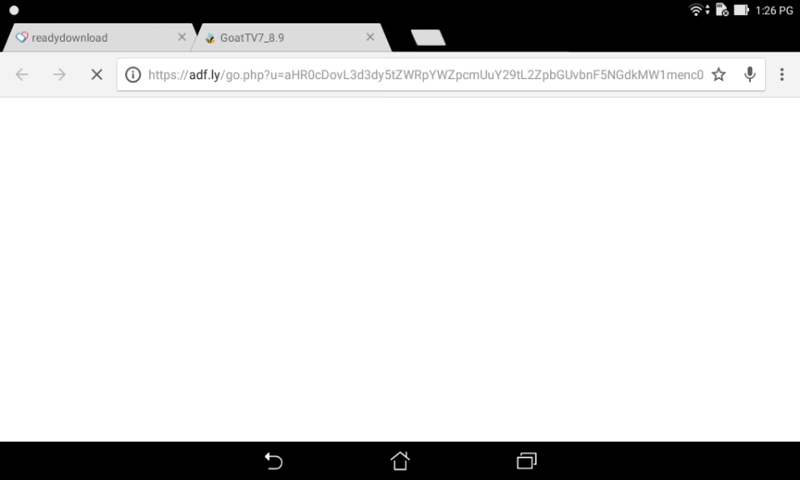 1:26 PG
readydownload
GoatTV7_8.9
https://adf.ly/go.php?u=aHR0cDovL3d3dy5tZWRpYWZpcmUuY29tL2ZpbGUvbnF5NGdkMW1menc0